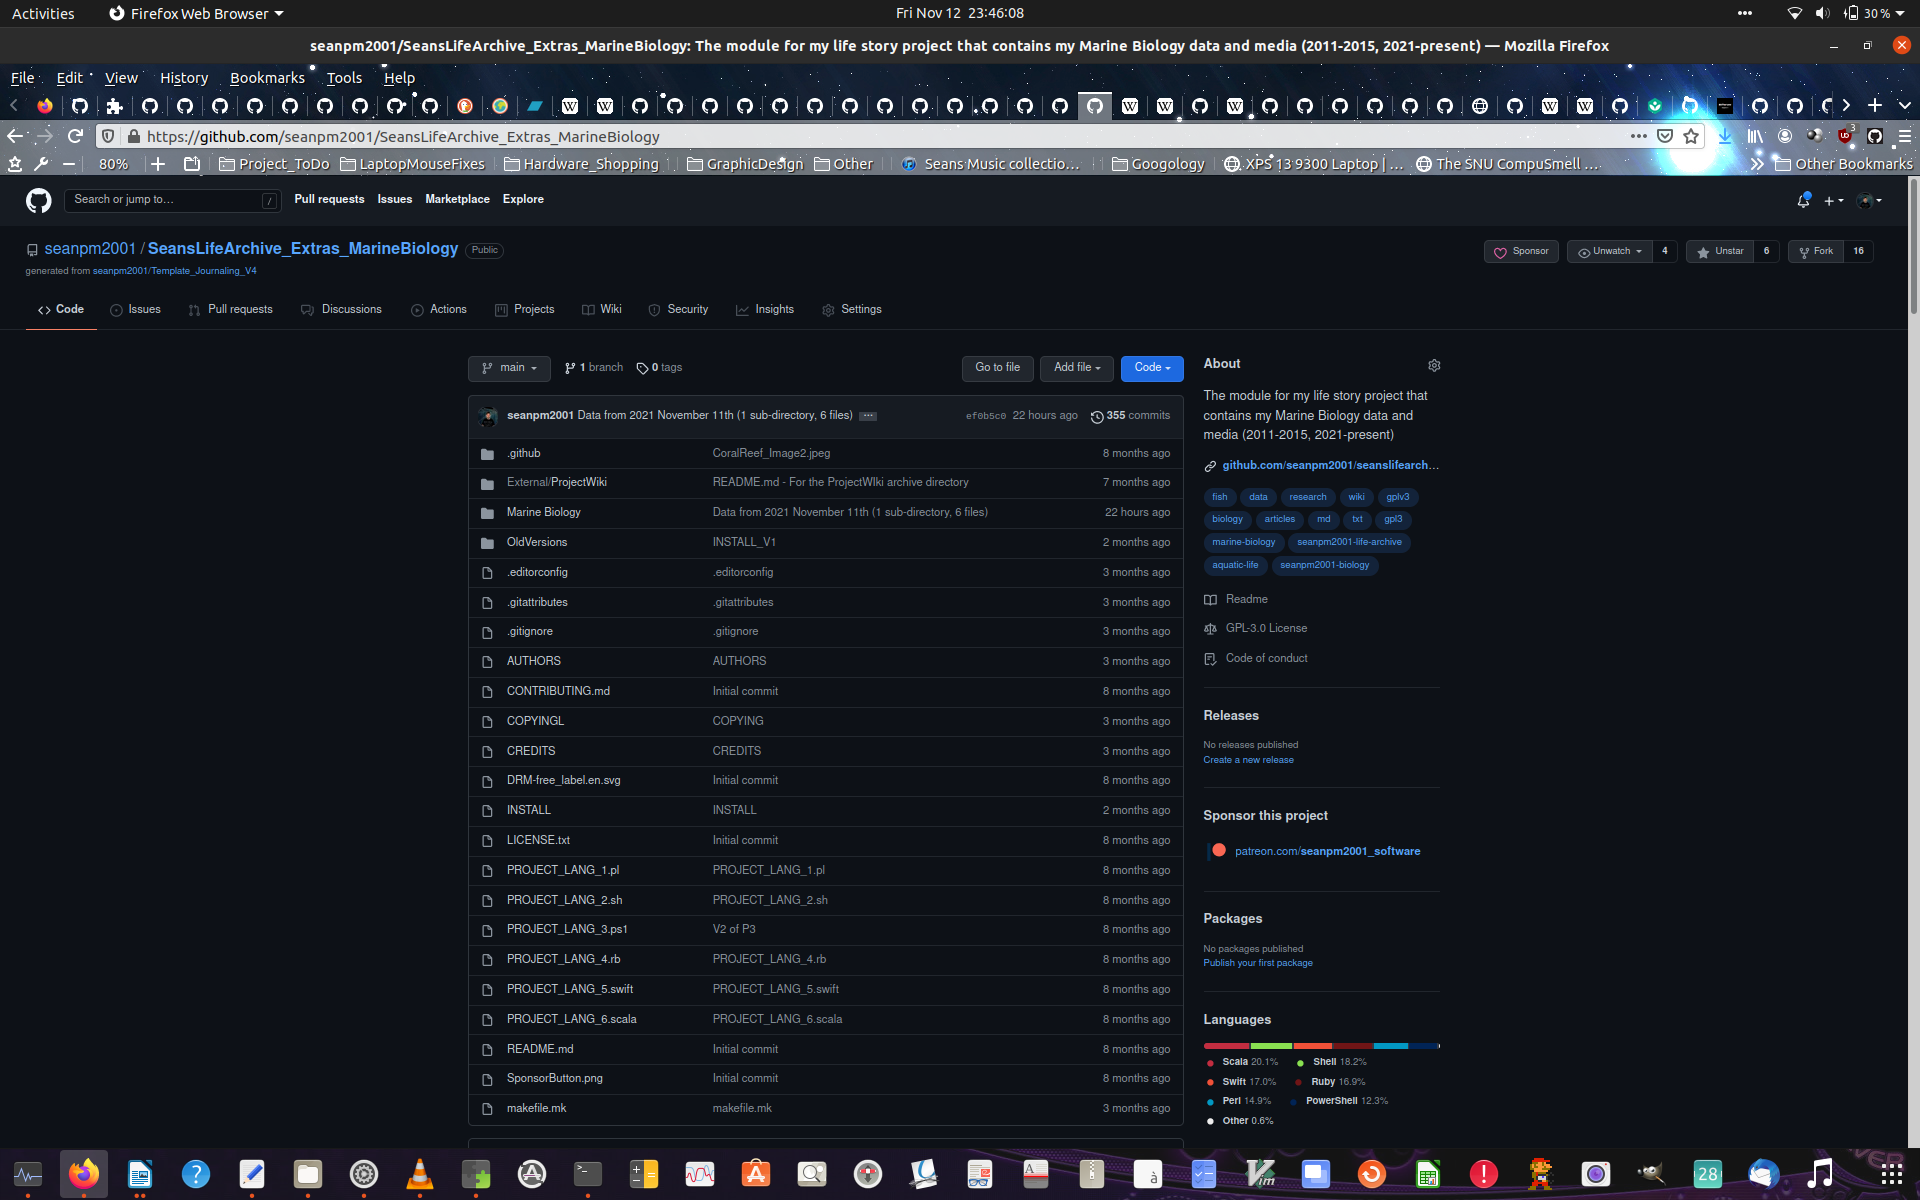 Activities
Firefox Web Browser
Fri Nov 12 23:46:08
30 %
seanpm2001/SeansLifeArchive_Extras_MarineBiology: The module for my life story project that contains my Marine Biology data and media (2011-2015, 2021-present) — Mozilla Firefox
File Edit View History Bookmarks Tools Help
https://github.com/seanpm2001/SeansLifeArchive_Extras_MarineBiology
3
80%
Project_ToDo
LaptopMouseFixes
Hardware_Shopping
GraphicDesign
Other
Seans Music collectio…
Googology
XPS 13 9300 Laptop | …
The SNU CompuSmell …
Other Bookmarks
Search or jump to…
/
Pull requests Issues Marketplace Explore
seanpm2001 / SeansLifeArchive_Extras_MarineBiology Public
generated from seanpm2001/Template_Journaling_V4
Sponsor
Unwatch 4
Unstar 6
Fork 16
Code
Issues
Pull requests
Discussions
Actions
Projects
Wiki
Security
Insights
Settings
main
1 branch
0 tags
Go to file
Add file
Code
seanpm2001 Data from 2021 November 11th (1 sub-directory, 6 files) ef0b5c0 22 hours ago 355 commits
.github CoralReef_Image2.jpeg 8 months ago
External/ProjectWiki README.md - For the ProjectWIki archive directory 7 months ago
Marine Biology Data from 2021 November 11th (1 sub-directory, 6 files) 22 hours ago
OldVersions INSTALL_V1 2 months ago
.editorconfig .editorconfig 3 months ago
.gitattributes .gitattributes 3 months ago
.gitignore .gitignore 3 months ago
AUTHORS AUTHORS 3 months ago
CONTRIBUTING.md Initial commit 8 months ago
COPYINGL COPYING 3 months ago
CREDITS CREDITS 3 months ago
DRM-free_label.en.svg Initial commit 8 months ago
INSTALL INSTALL 2 months ago
LICENSE.txt Initial commit 8 months ago
PROJECT_LANG_1.pl PROJECT_LANG_1.pl 8 months ago
PROJECT_LANG_2.sh PROJECT_LANG_2.sh 8 months ago
PROJECT_LANG_3.ps1 V2 of P3 8 months ago
PROJECT_LANG_4.rb PROJECT_LANG_4.rb 8 months ago
PROJECT_LANG_5.swift PROJECT_LANG_5.swift 8 months ago
PROJECT_LANG_6.scala PROJECT_LANG_6.scala 8 months ago
README.md Initial commit 8 months ago
SponsorButton.png Initial commit 8 months ago
makefile.mk makefile.mk 3 months ago
About
The module for my life story project that
contains my Marine Biology data and
media (2011-2015, 2021-present)
github.com/seanpm2001/seanslifearch…
fish data research wiki gplv3
biology articles md txt gpl3
marine-biology seanpm2001-life-archive
aquatic-life seanpm2001-biology
Readme
GPL-3.0 License
Code of conduct
Releases
No releases published
Create a new release
Sponsor this project
patreon.com/seanpm2001_software
Packages
No packages published
Publish your first package
Languages
Scala 20.1% Shell 18.2%
Swift 17.0% Ruby 16.9%
Perl 14.9% PowerShell 12.3%
Other 0.6%
28